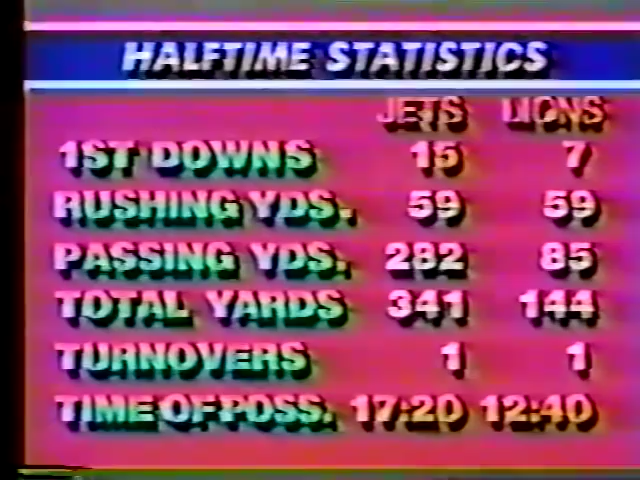 HALFTIME STATISTICS
JETS LIONS
1ST DOWNS 15 7
RUSHING YDS. 59 59
PASSING YDS. 282 85
TOTAL YARDS 341 144
TURNOVERS 1 1
TIME OF POSS. 17:20 12:40